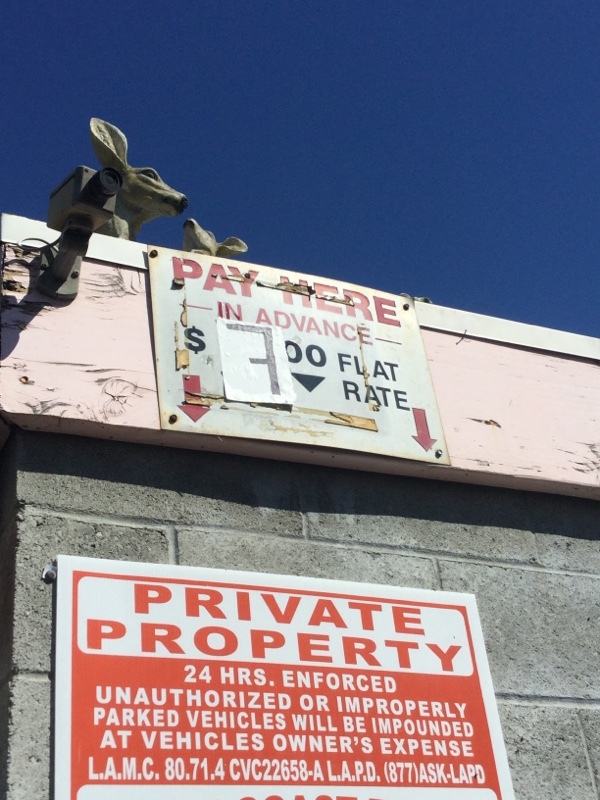 PAY HERE
IN ADVANCE
$ 7 00 FLAT
RATE
PRIVATE
PROPERTY
24 HRS. ENFORCED
UNAUTHORIZED OR IMPROPERLY
PARKED VEHICLES WILL BE IMPOUNDED
AT VEHICLES OWNER'S EXPENSE
L.A.M.C. 80.71.4 CVC22658-A L.A.P.D. (877)ASK-LAPD